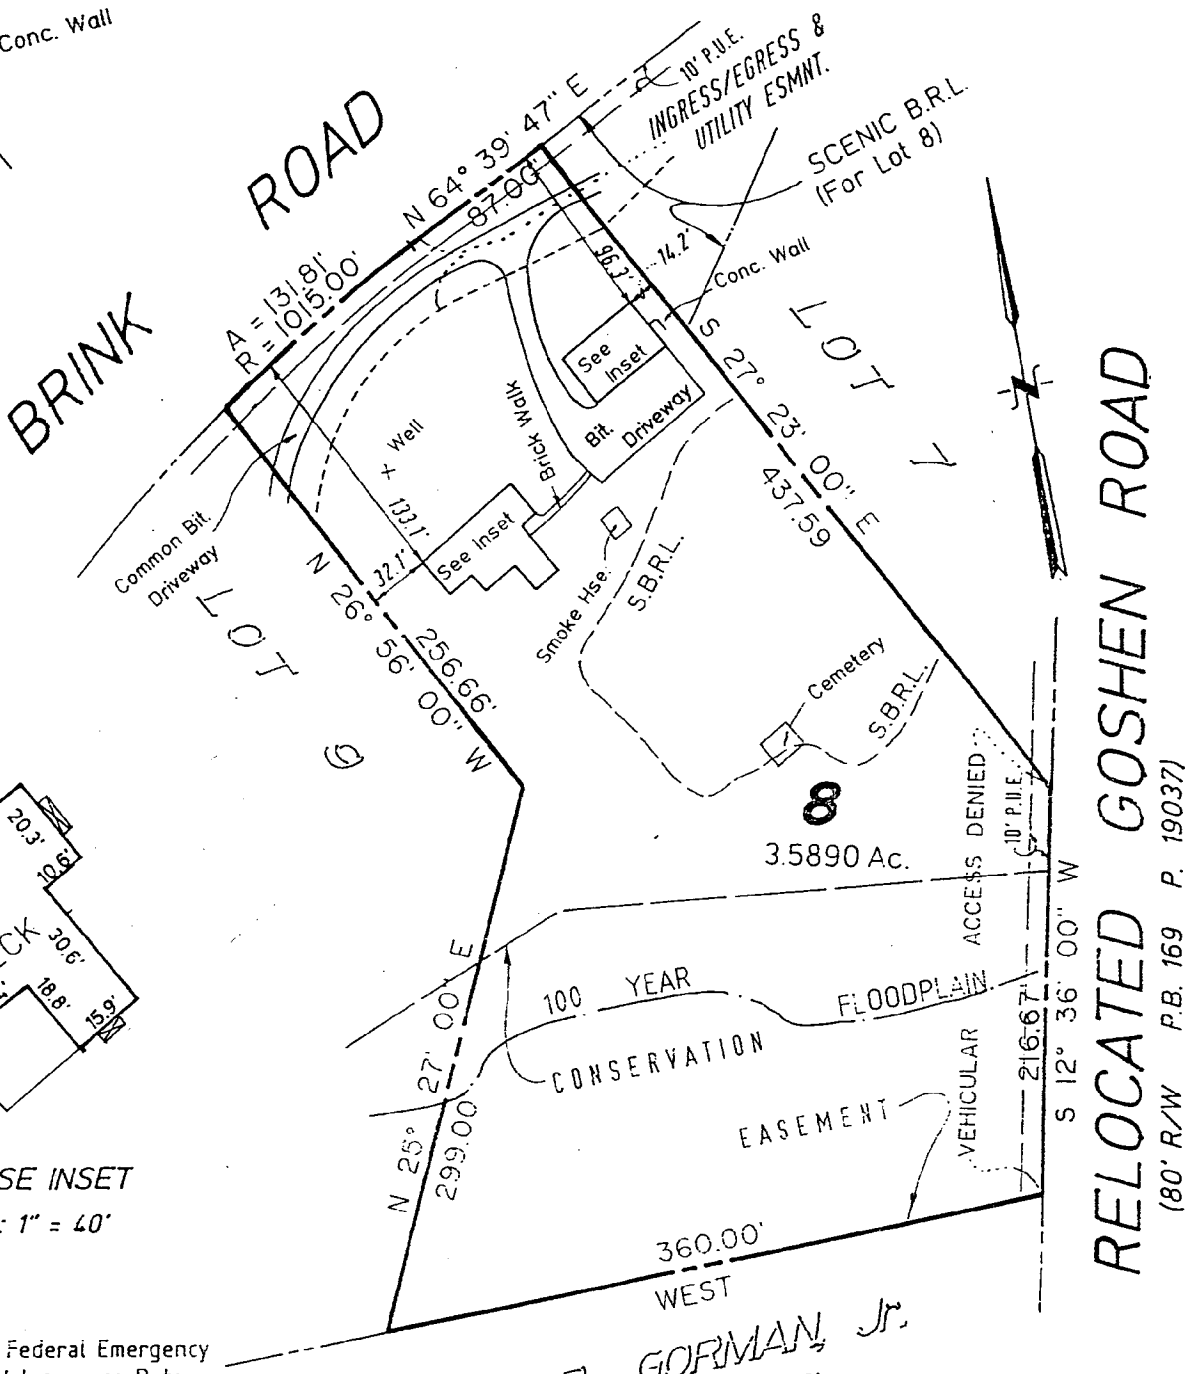 Conc. Wall
BRINK ROAD
10' P.U.E.
INGRESS/EGRESS &
UTILITY ESMNT.
SCENIC B.R.L.
(For Lot 8)
N 64° 39' 47" E
87.00'
A = 131.81'
R = 1015.00'
96.3'
14.2'
Conc. Wall
See
Inset
Bit.
Driveway
Brick Walk
Well
133.1'
32.1'
See Inset
Smoke Hse.
S.B.R.L.
S 27° 23' 00" E
437.59
LOT 7
Common Bit.
Driveway
LOT 9
N 26° 56' 00" W
256.66'
Cemetery
S.B.R.L.
8
3.5890 Ac.
VEHICULAR ACCESS DENIED
10' P.U.E.
RELOCATED GOSHEN ROAD
(80' R/W P.B. 169 P. 19037)
S 12° 36' 00" W
216.67'
100 YEAR FLOODPLAIN
CONSERVATION
EASEMENT
N 25° 27' 00" E
299.00
360.00'
WEST
20.3'
10.6'
30.6'
CK
18.8'
15.9'
SE INSET
: 1" = 40'
Federal Emergency
GORMAN, Jr.